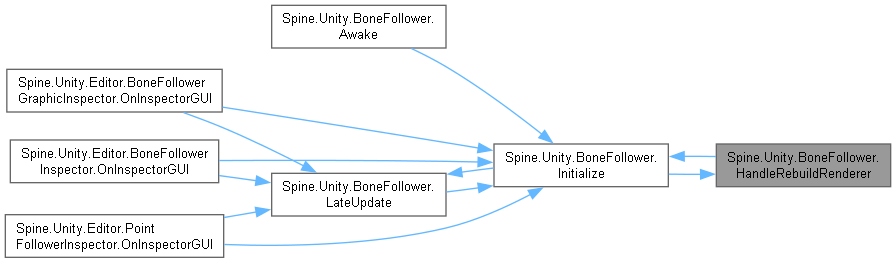 Spine.Unity.BoneFollower.
Awake
Spine.Unity.Editor.BoneFollower
GraphicInspector.OnInspectorGUI
Spine.Unity.Editor.BoneFollower
Inspector.OnInspectorGUI
Spine.Unity.BoneFollower.
LateUpdate
Spine.Unity.Editor.Point
FollowerInspector.OnInspectorGUI
Spine.Unity.BoneFollower.
Initialize
Spine.Unity.BoneFollower.
HandleRebuildRenderer